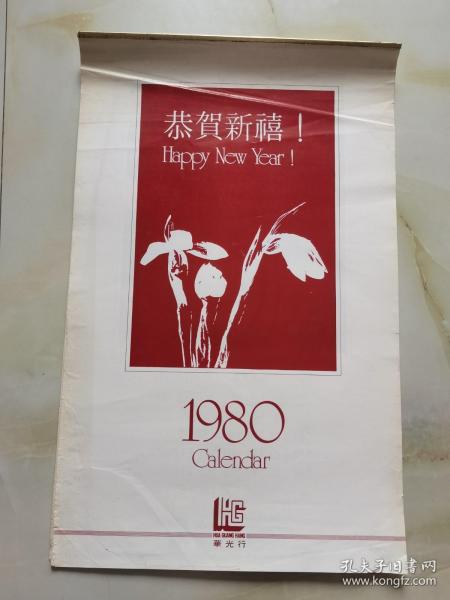 恭賀新禧！
Happy New Year!
1980
Calendar
HG
HUA GUANG HANG
華光行
孔夫子旧书网
www.kongfz.com